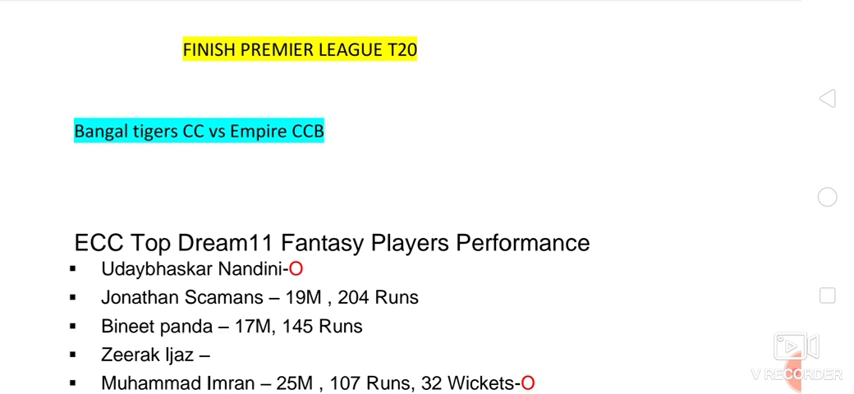 FINISH PREMIER LEAGUE T20
Bangal tigers CC vs Empire CCB
ECC Top Dream11 Fantasy Players Performance
▪ Udaybhaskar Nandini-O
▪ Jonathan Scamans – 19M , 204 Runs
▪ Bineet panda – 17M, 145 Runs
▪ Zeerak Ijaz –
▪ Muhammad Imran – 25M , 107 Runs, 32 Wickets-O
V RECORDER